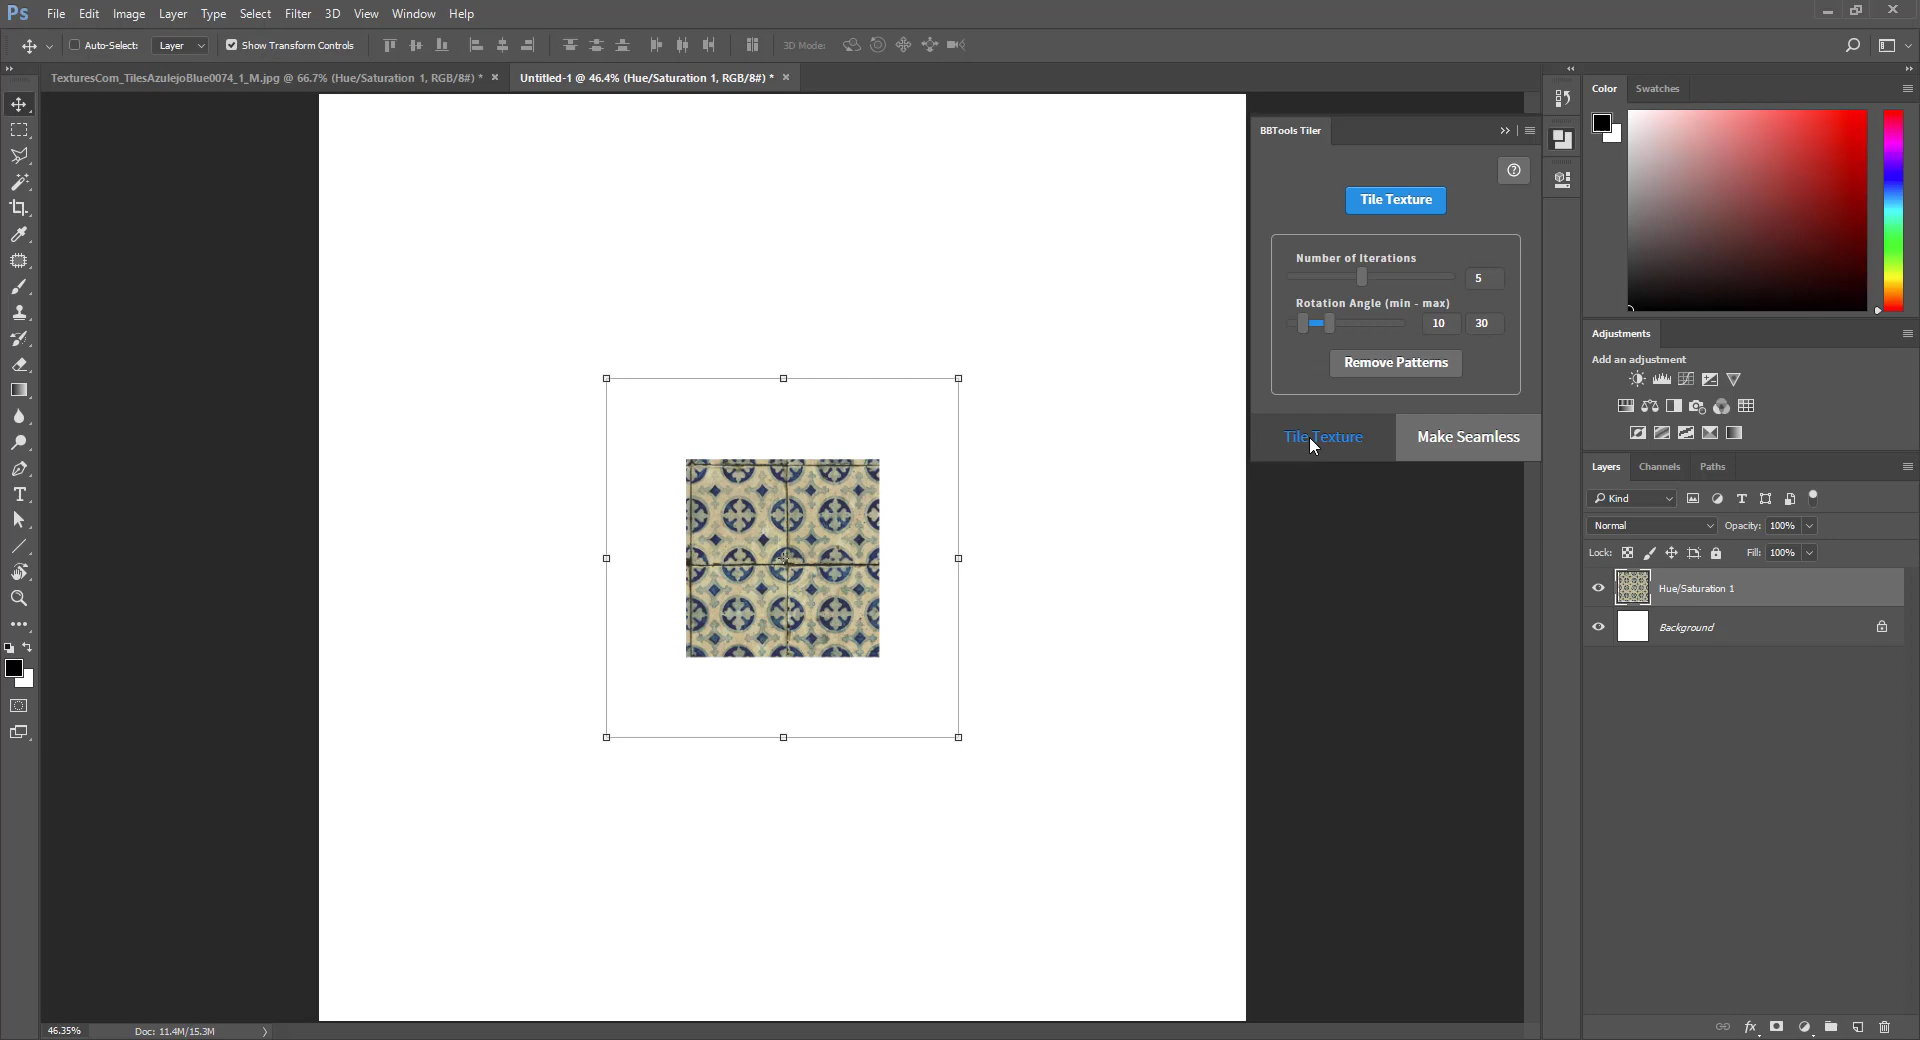 Ps File Edit Image Layer Type Select Filter 3D View Window Help
Auto-Select: Layer Show Transform Controls 3D Mode:
TexturesCom_TilesAzulejoBlue0074_1_M.jpg @ 66.7% (Hue/Saturation 1, RGB/8#) * × Untitled-1 @ 46.4% (Hue/Saturation 1, RGB/8#) * ×
BBTools Tiler
Tile Texture
Number of Iterations
5
Rotation Angle (min - max)
10 30
Remove Patterns
Tile Texture Make Seamless
Color Swatches
Adjustments
Add an adjustment
Layers Channels Paths
Kind
Normal Opacity: 100%
Lock: Fill: 100%
Hue/Saturation 1
Background
fx
46.35% Doc: 11.4M/15.3M